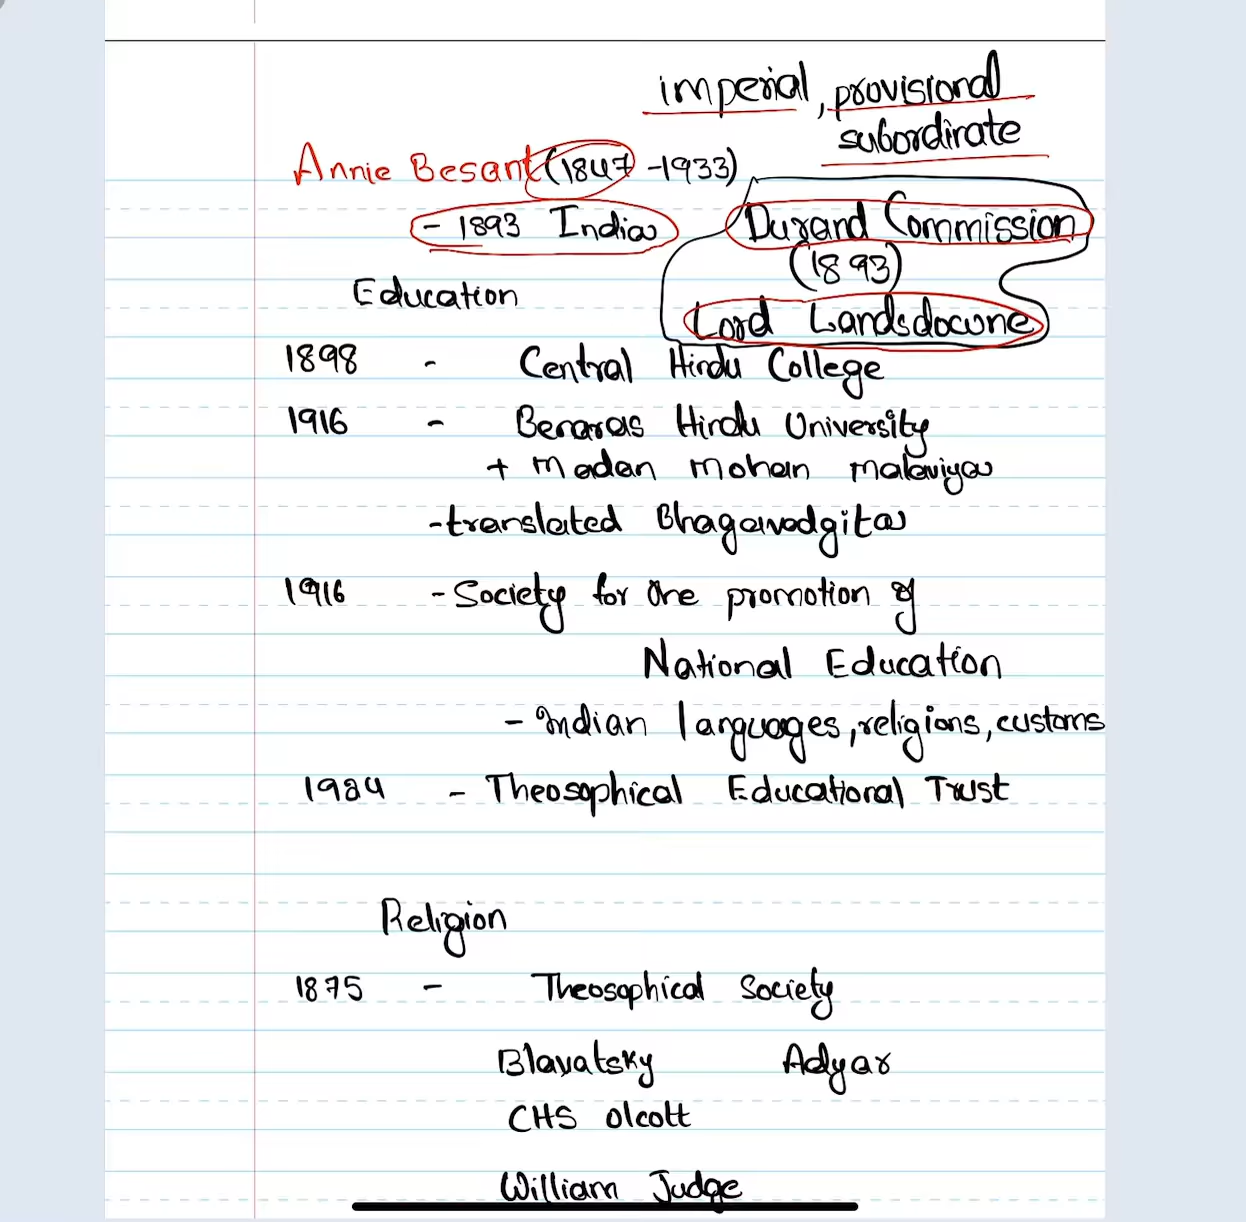 imperial, provisional
subordirate
Annie Besant (1847 - 1933)
- 1893 India
Durand Commission
(1893)
Lord Landsdowne
Education
1898 - Central Hindu College
1916 - Benaras Hindu University
+ Madan Mohan Malaviya
- translated Bhagavadgita
1916 - Society for the promotion of
National Education
- Indian languages, religions, customs
1984 - Theosophical Educational Trust
Religion
1875 - Theosophical Society
Blavatsky Adyar
CHS Olcott
William Judge